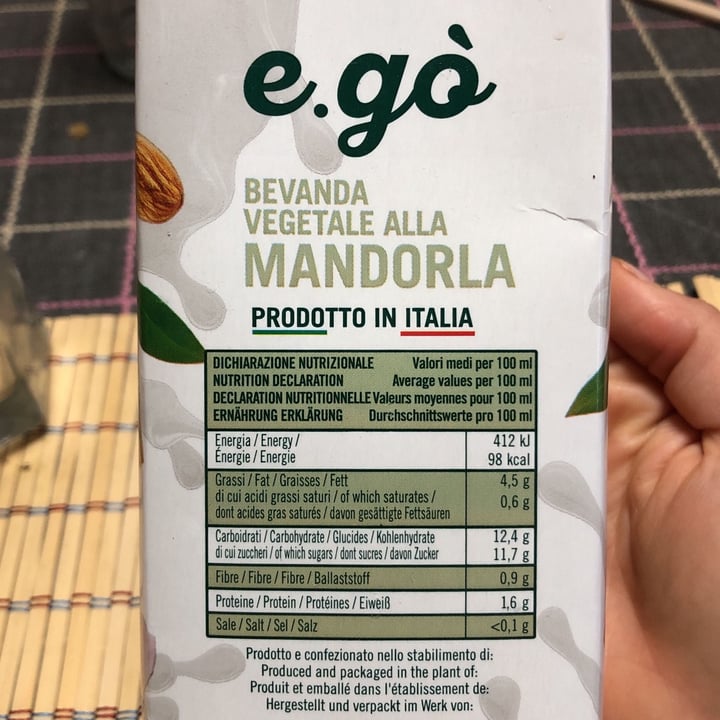 e.gò
BEVANDA
VEGETALE ALLA
MANDORLA
PRODOTTO IN ITALIA
DICHIARAZIONE NUTRIZIONALE Valori medi per 100 ml
NUTRITION DECLARATION Average values per 100 ml
DECLARATION NUTRITIONNELLE Valeurs moyennes pour 100 ml
ERNÄHRUNG ERKLÄRUNG Durchschnittswerte pro 100 ml
Energia / Energy / 412 kJ
Énergie / Energie 98 kcal
Grassi / Fat / Graisses / Fett 4,5 g
di cui acidi grassi saturi / of which saturates / 0,6 g
dont acides gras saturés / davon gesättigte Fettsäuren
Carboidrati / Carbohydrate / Glucides / Kohlenhydrate 12,4 g
di cui zuccheri / of which sugars / dont sucres / davon Zucker 11,7 g
Fibre / Fibre / Fibre / Ballaststoff 0,9 g
Proteine / Protein / Protéines / Eiweiß 1,6 g
Sale / Salt / Sel / Salz <0,1 g
Prodotto e confezionato nello stabilimento di:
Produced and packaged in the plant of:
Produit et emballé dans l'établissement de:
Hergestellt und verpackt im Werk von: